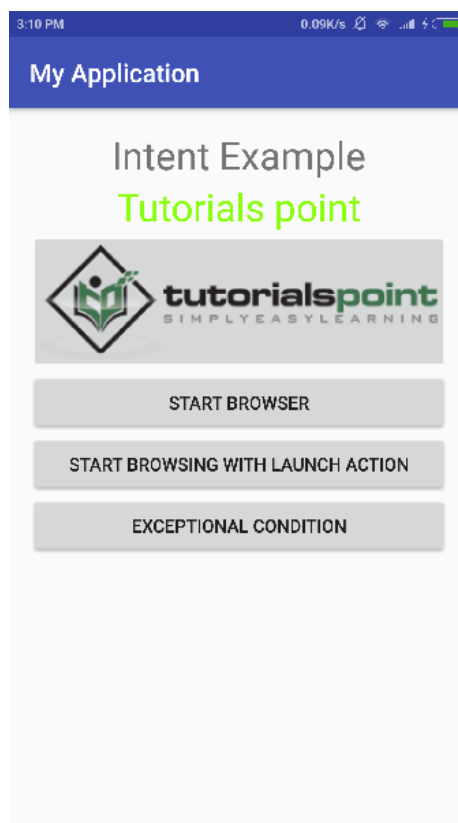 3:10 PM 0.09K/s
My Application
Intent Example
Tutorials point
tutorialspoint
SIMPLYEASYLEARNING
START BROWSER
START BROWSING WITH LAUNCH ACTION
EXCEPTIONAL CONDITION